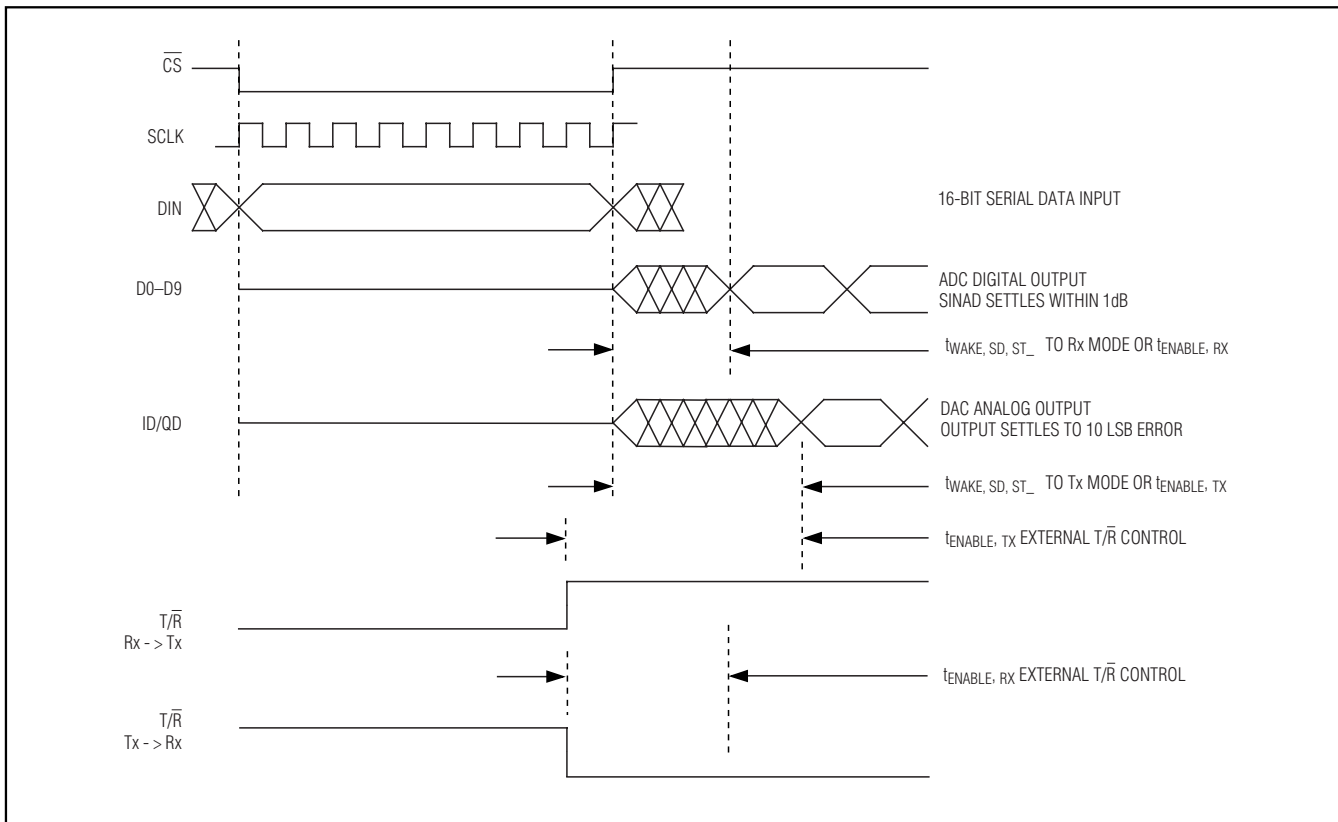 CS
SCLK
DIN
16-BIT SERIAL DATA INPUT
D0–D9
ADC DIGITAL OUTPUT
SINAD SETTLES WITHIN 1dB
tWAKE, SD, ST_ TO Rx MODE OR tENABLE, RX
ID/QD
DAC ANALOG OUTPUT
OUTPUT SETTLES TO 10 LSB ERROR
tWAKE, SD, ST_ TO Tx MODE OR tENABLE, TX
tENABLE, TX EXTERNAL T/R̅ CONTROL
T/R̅
Rx - > Tx
tENABLE, RX EXTERNAL T/R̅ CONTROL
T/R̅
Tx - > Rx